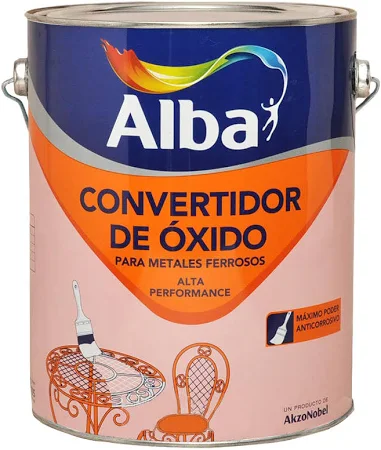 Alba
CONVERTIDOR
DE ÓXIDO
PARA METALES FERROSOS
ALTA
PERFORMANCE
MÁXIMO PODER
ANTICORROSIVO
UN PRODUCTO DE
AkzoNobel